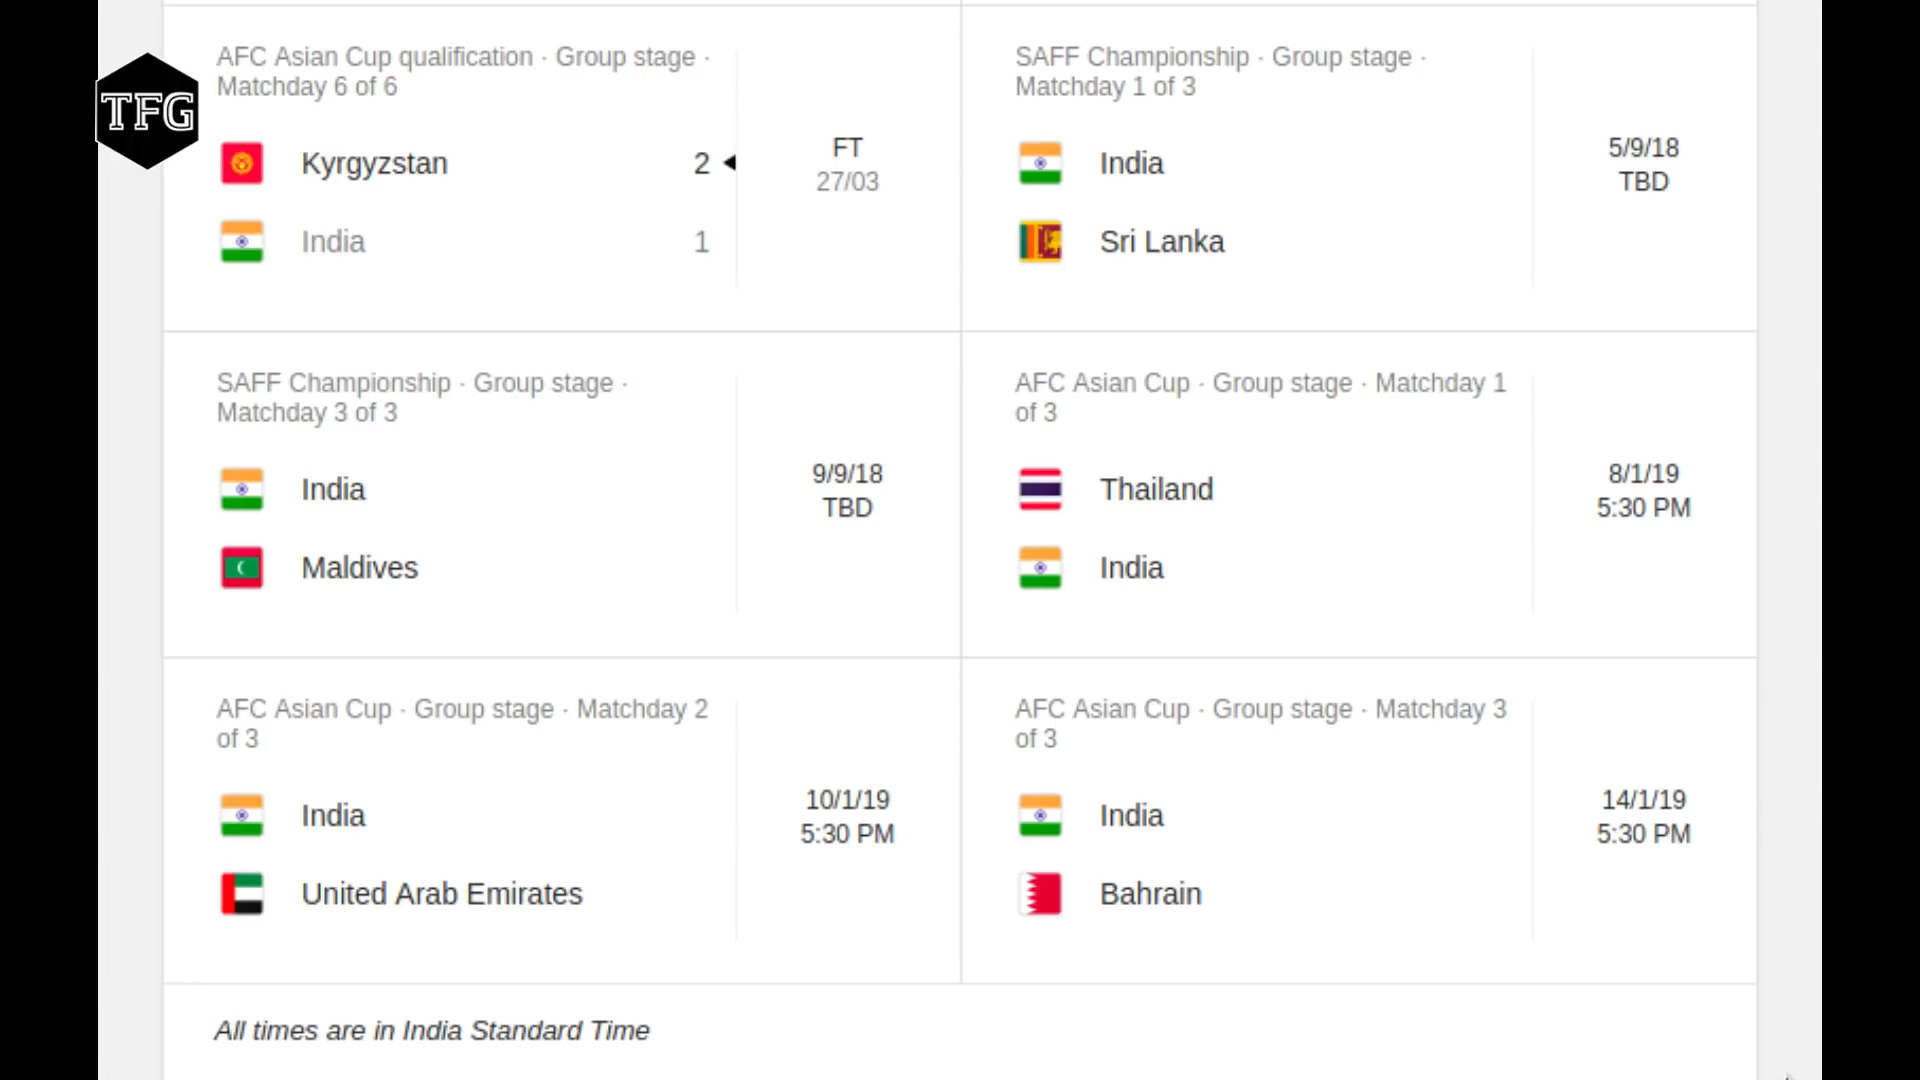 TFG
AFC Asian Cup qualification · Group stage ·
Matchday 6 of 6
Kyrgyzstan 2
India 1
FT
27/03
SAFF Championship · Group stage ·
Matchday 1 of 3
India
Sri Lanka
5/9/18
TBD
SAFF Championship · Group stage ·
Matchday 3 of 3
India
Maldives
9/9/18
TBD
AFC Asian Cup · Group stage · Matchday 1
of 3
Thailand
India
8/1/19
5:30 PM
AFC Asian Cup · Group stage · Matchday 2
of 3
India
United Arab Emirates
10/1/19
5:30 PM
AFC Asian Cup · Group stage · Matchday 3
of 3
India
Bahrain
14/1/19
5:30 PM
All times are in India Standard Time